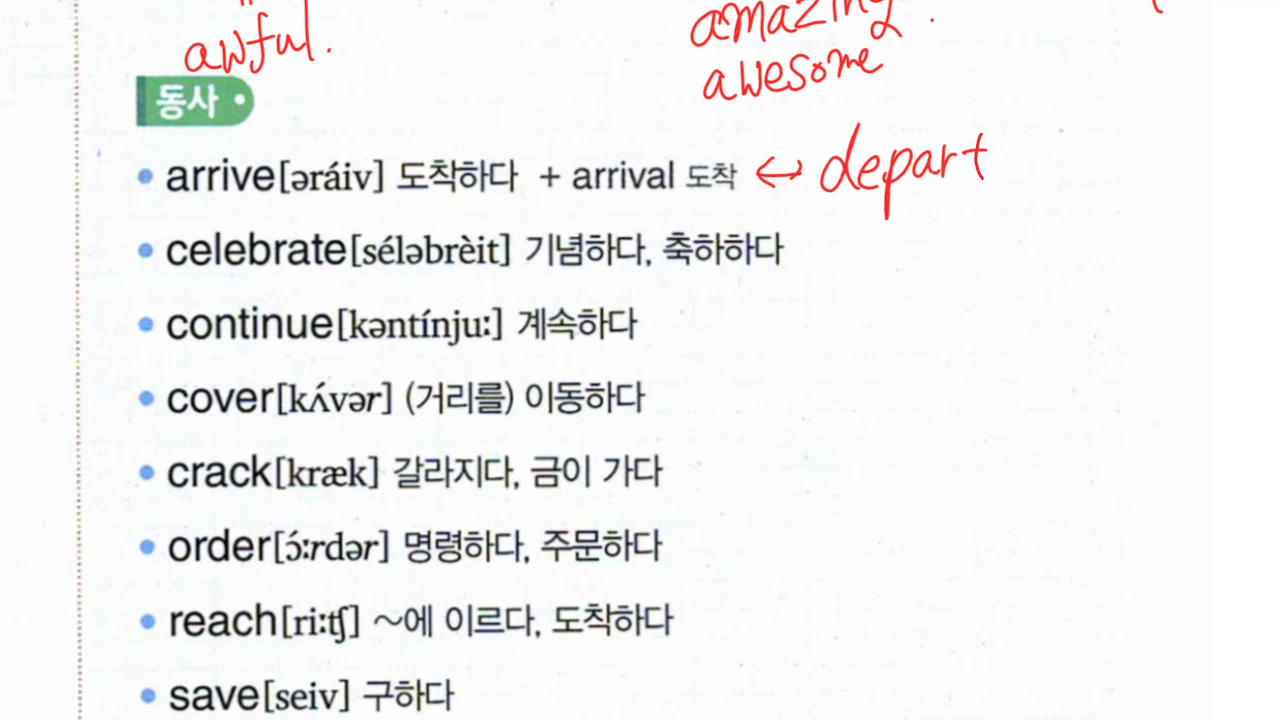 awful.
amazing.
awesome
동사
arrive[əráiv] 도착하다 + arrival 도착 ↔ depart
celebrate[séləbrèit] 기념하다, 축하하다
continue[kəntínju:] 계속하다
cover[kʌ́vər] (거리를) 이동하다
crack[kræk] 갈라지다, 금이 가다
order[ɔ́:rdər] 명령하다, 주문하다
reach[ri:tʃ] ~에 이르다, 도착하다
save[seiv] 구하다